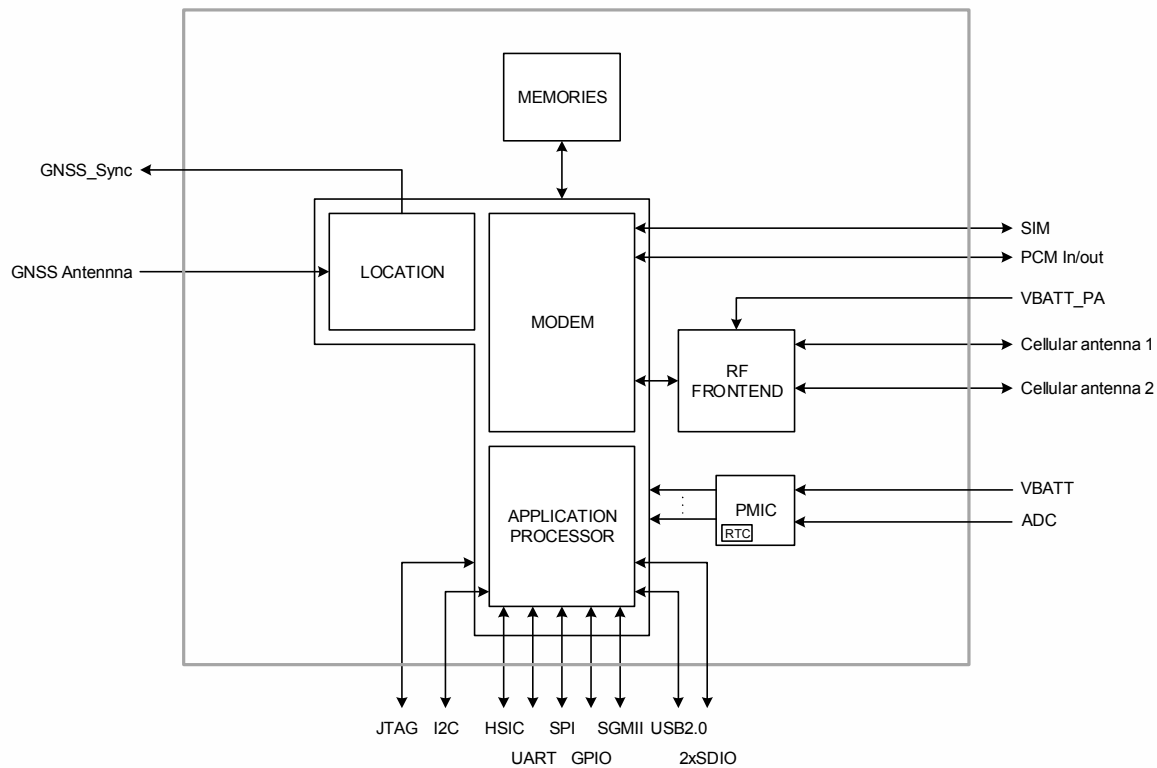 MEMORIES
GNSS_Sync
GNSS Antennna
LOCATION
MODEM
SIM
PCM In/out
VBATT_PA
RF
FRONTEND
Cellular antenna 1
Cellular antenna 2
APPLICATION
PROCESSOR
PMIC
RTC
VBATT
ADC
JTAG I2C HSIC SPI SGMII USB2.0
UART GPIO 2xSDIO